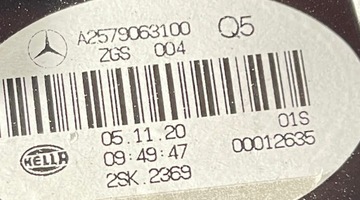 A2579063100 Q5
ZGS 004
01S
05.11.20 00012635
HELLA 09:49:47
2SK.2369